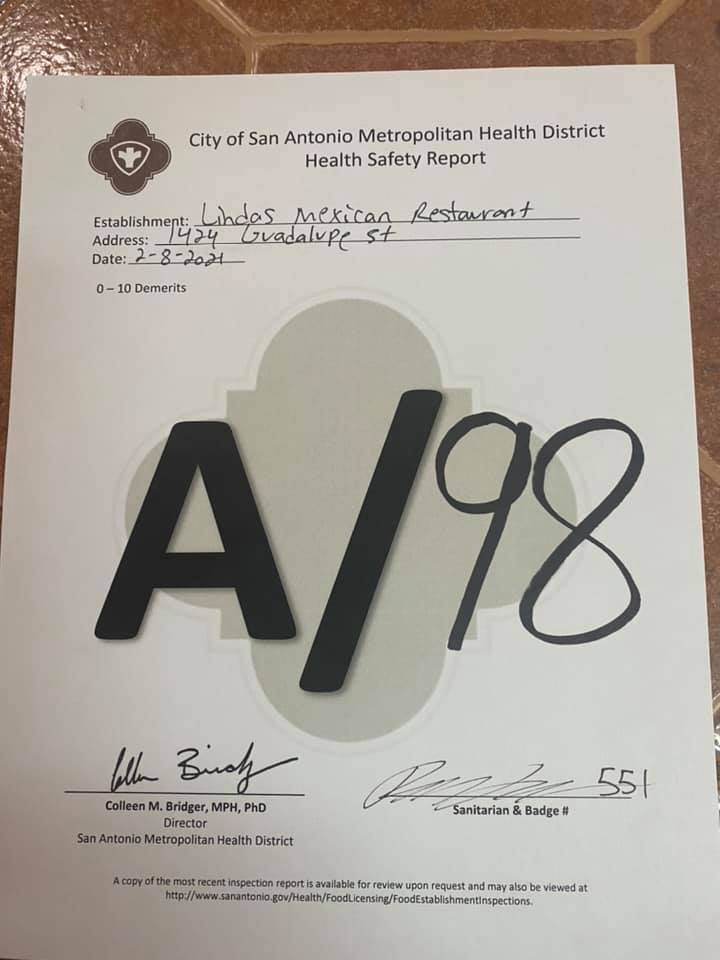 City of San Antonio Metropolitan Health District
Health Safety Report
Establishment: Lindas Mexican Restaurant
Address: 1424 Guadalupe St
Date: 2-8-2021
0 – 10 Demerits
A/98
551
Colleen M. Bridger, MPH, PhD
Sanitarian & Badge #
Director
San Antonio Metropolitan Health District
A copy of the most recent inspection report is available for review upon request and may also be viewed at
http://www.sanantonio.gov/Health/FoodLicensing/FoodEstablishmentInspections.